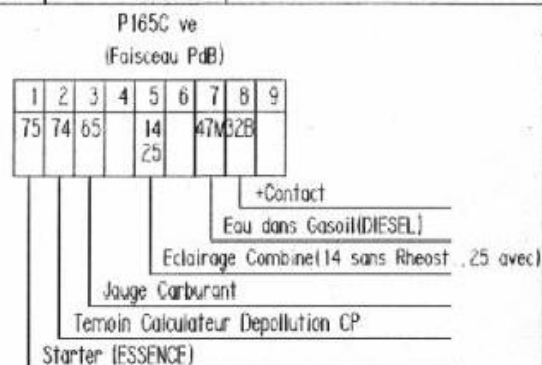 P165C ve
(Faisceau PdB)
1 2 3 4 5 6 7 8 9
75 74 65 14 47M 32B
25
+Contact
Eau dans Gasoil(DIESEL)
Eclairage Combine(14 sans Rheost.,25 avec)
Jauge Carburant
Temoin Calculateur Depollution CP
Starter (ESSENCE)